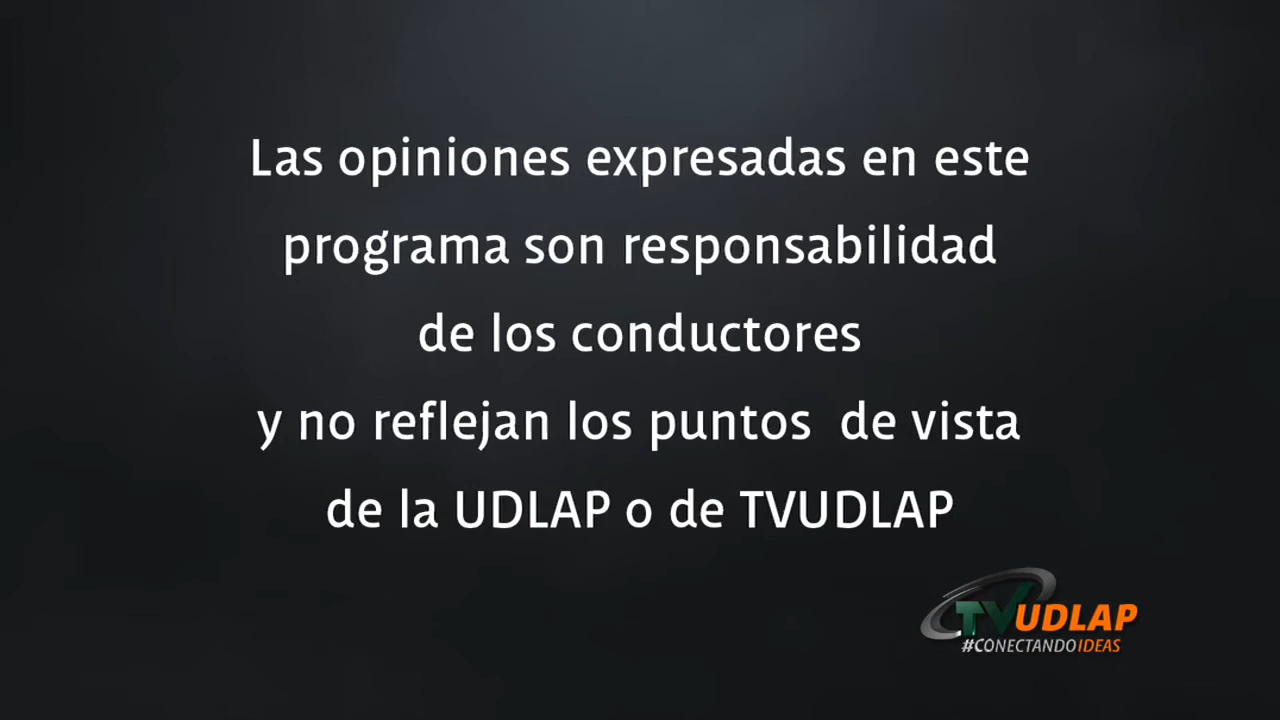 Las opiniones expresadas en este
programa son responsabilidad
de los conductores
y no reflejan los puntos  de vista
de la UDLAP o de TVUDLAP
TVUDLAP
#CONECTANDOIDEAS